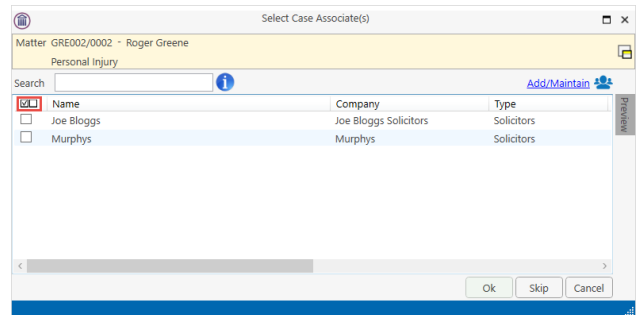 Select Case Associate(s)
Matter GRE002/0002 - Roger Greene
Personal Injury
Search
Add/Maintain
Name Company Type
Joe Bloggs Joe Bloggs Solicitors Solicitors
Murphys Murphys Solicitors
Preview
Ok Skip Cancel